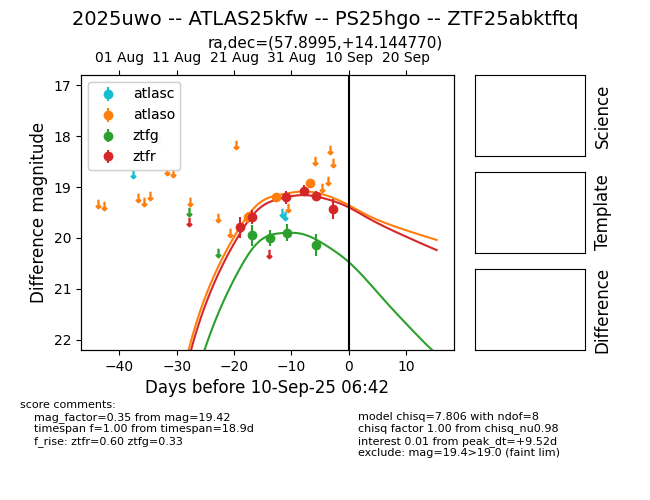 2025uwo -- ATLAS25kfw -- PS25hgo -- ZTF25abktftq
ra,dec=(57.8995,+14.144770)
01 Aug 11 Aug 21 Aug 31 Aug 10 Sep 20 Sep
atlasc
atlaso
ztfg
ztfr
17
18
19
20
21
22
Difference magnitude
−40 −30 −20 −10 0 10
Days before 10-Sep-25 06:42
Science
Template
Difference
score comments:
mag_factor=0.35 from mag=19.42
timespan f=1.00 from timespan=18.9d
f_rise: ztfr=0.60 ztfg=0.33
model chisq=7.806 with ndof=8
chisq factor 1.00 from chisq_nu0.98
interest 0.01 from peak_dt=+9.52d
exclude: mag=19.4>19.0 (faint lim)